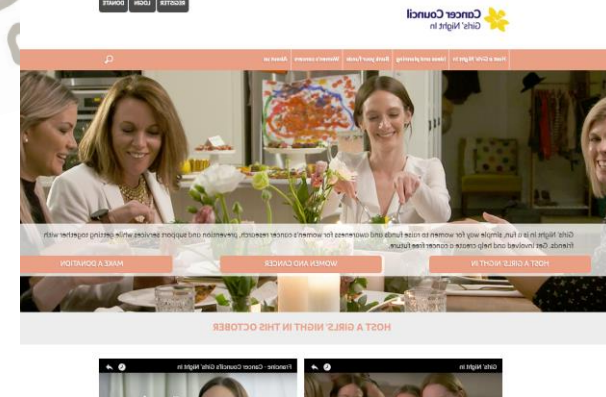 REGISTER LOGIN DONATE
Cancer Council
Girls' Night In
Host a Girls' Night In Ideas and planning Bank your funds Women's cancers About us
Girls' Night In is a fun, simple way for women to raise funds and awareness for women's cancer research, prevention and support services while getting together with
friends. Get involved and help create a cancer free future.
HOST A GIRLS' NIGHT IN WOMEN AND CANCER MAKE A DONATION
HOST A GIRLS' NIGHT IN THIS OCTOBER
Girls' Night In
Francine - Cancer Council's Girls' Night In